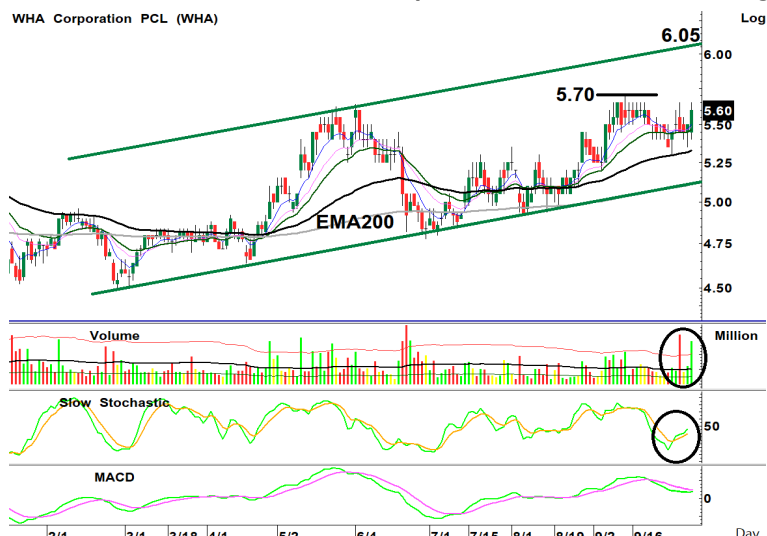 WHA Corporation PCL (WHA)
Log
6.05
6.00
5.70
5.60
5.50
5.25
5.00
EMA200
4.75
4.50
Volume
Million
Slow Stochastic
50
MACD
0
2/1 3/1 3/18 4/1 5/2 6/4 7/1 7/15 8/1 8/19 9/2 9/16 Day